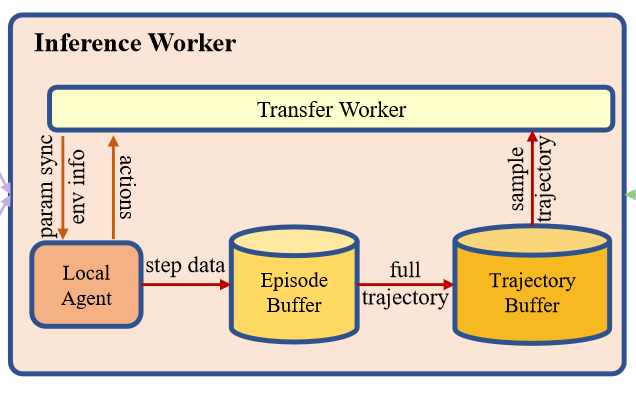 Inference Worker
Transfer Worker
param sync
env info
actions
sample
trajectory
Local
Agent
step data
Episode
Buffer
full
trajectory
Trajectory
Buffer